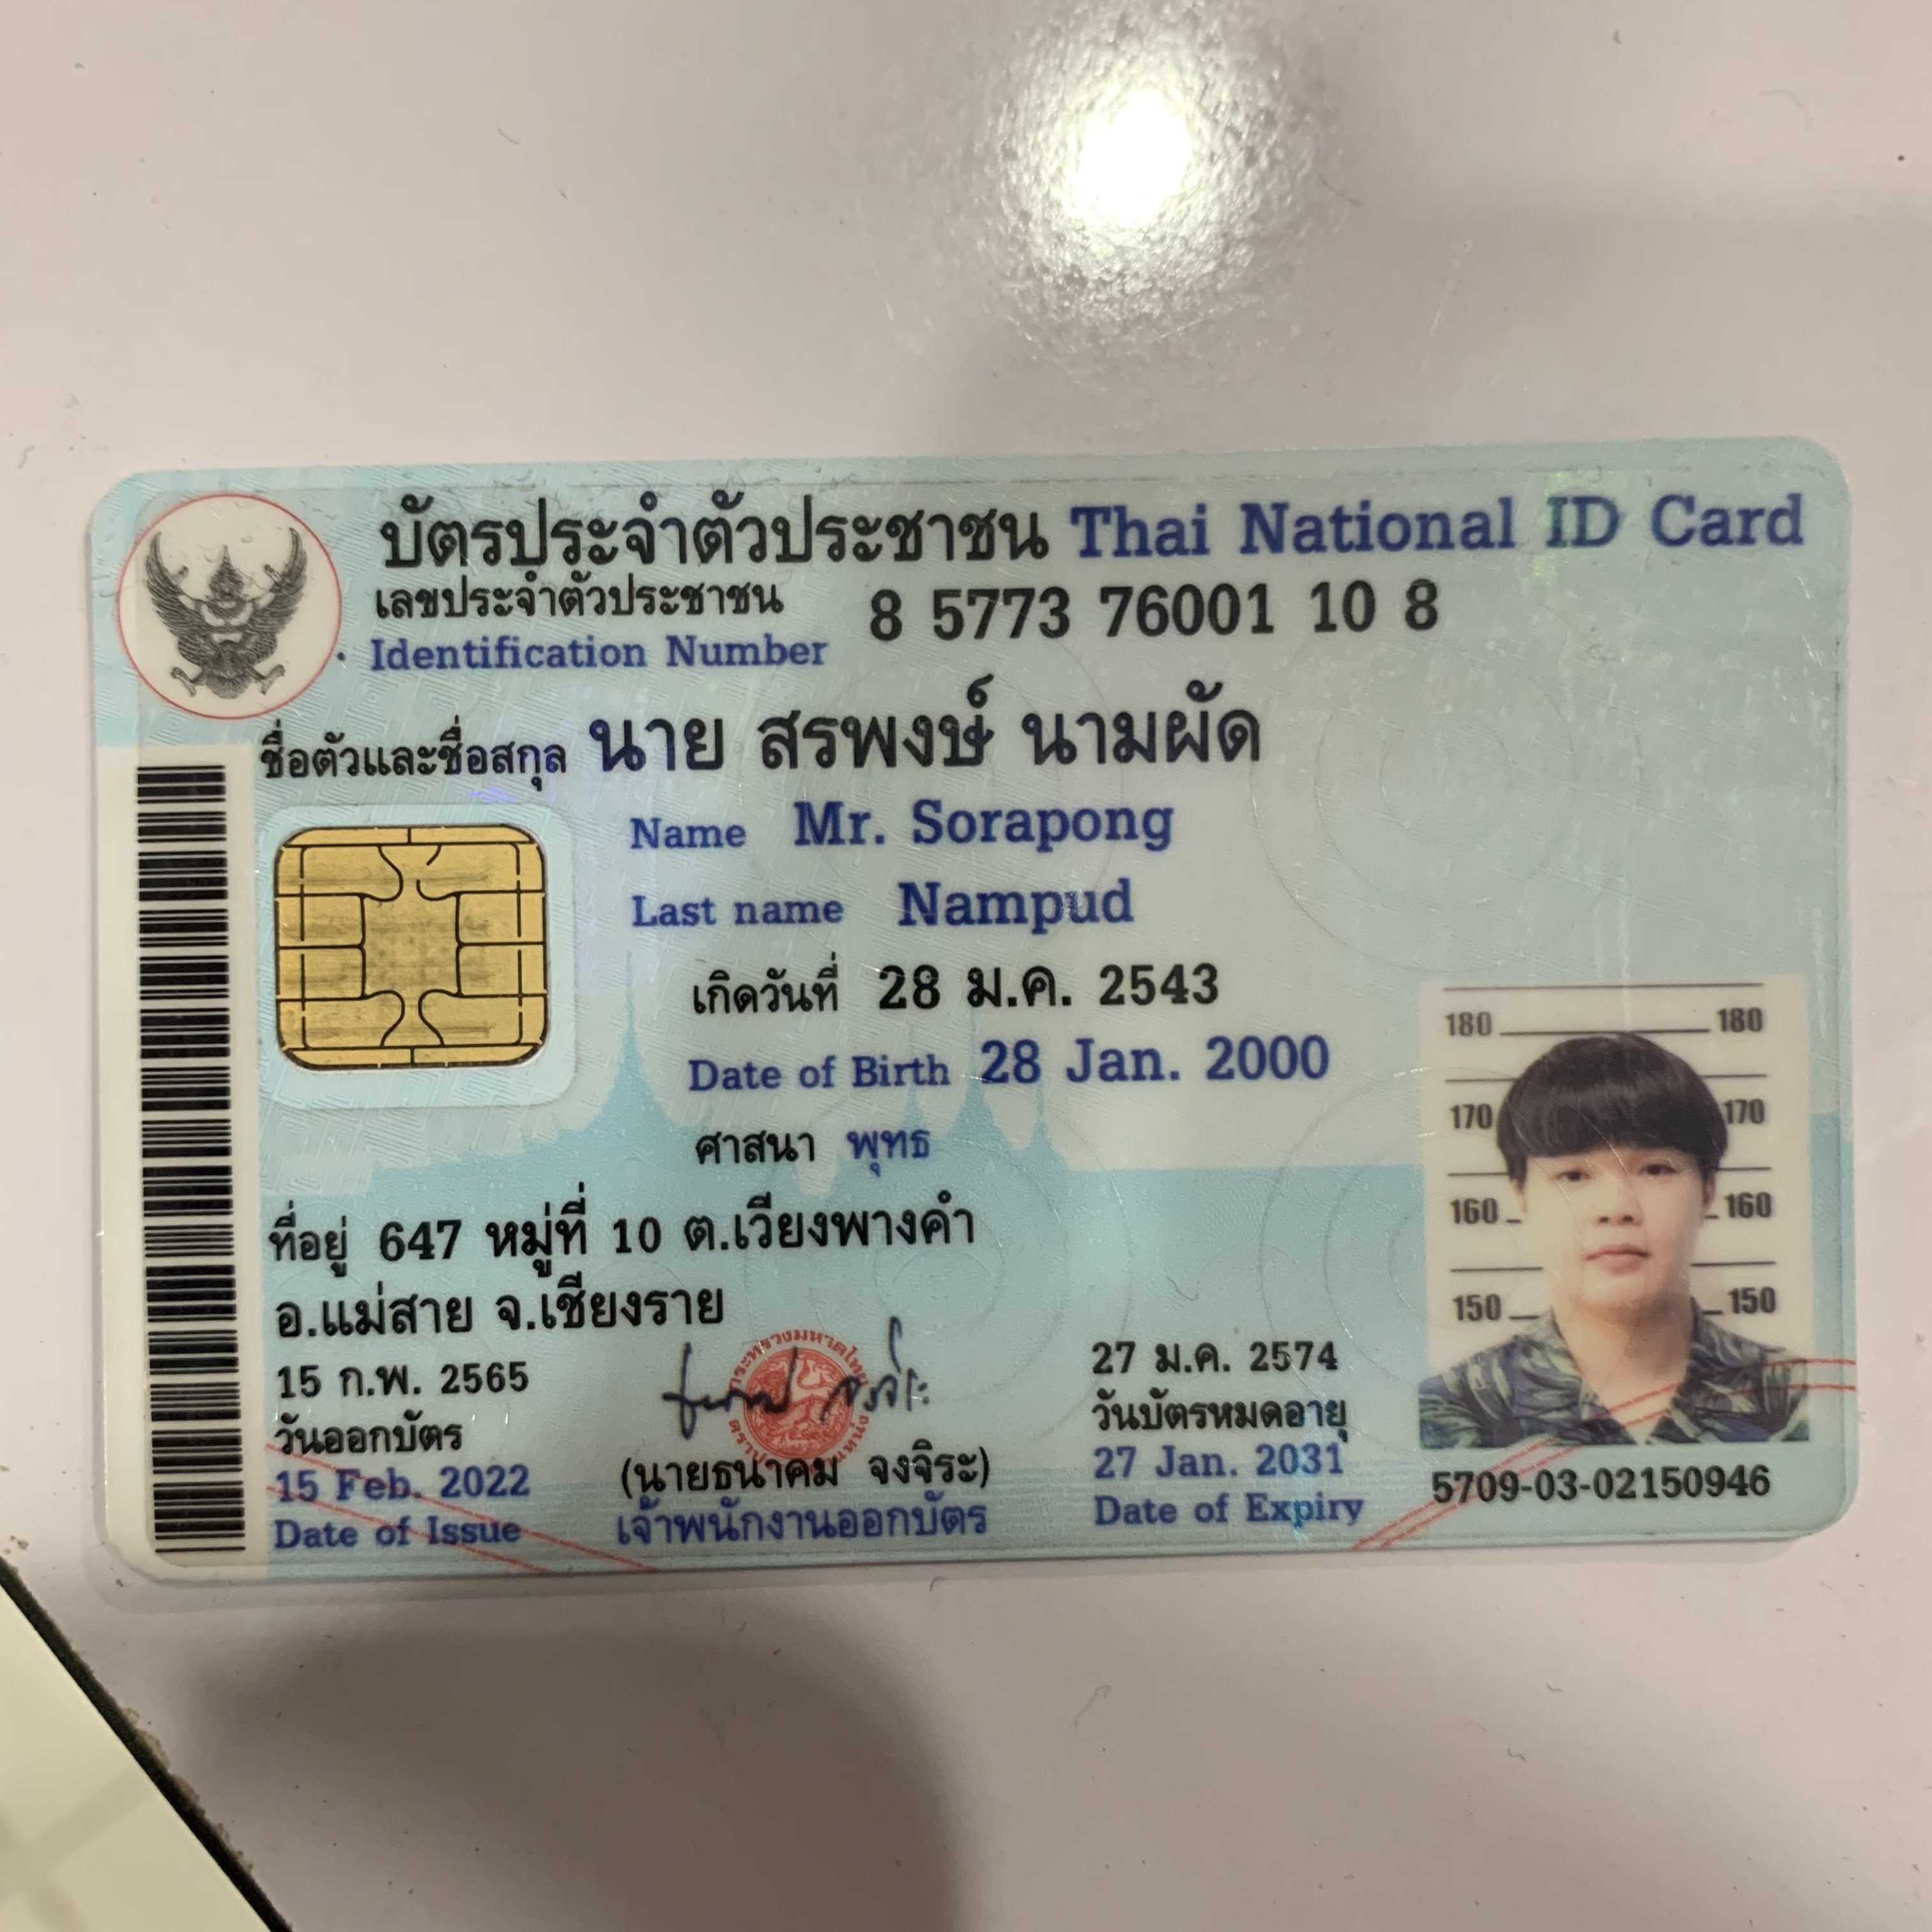 บัตรประจำตัวประชาชน Thai National ID Card
เลขประจำตัวประชาชน 8 5773 76001 10 8
Identification Number
ชื่อตัวและชื่อสกุล นาย สรพงษ์ นามผัด
Name Mr. Sorapong
Last name Nampud
เกิดวันที่ 28 ม.ค. 2543
Date of Birth 28 Jan. 2000
ศาสนา พุทธ
ที่อยู่ 647 หมู่ที่ 10 ต.เวียงพางคำ
อ.แม่สาย จ.เชียงราย
15 ก.พ. 2565
วันออกบัตร
15 Feb. 2022
Date of Issue
(นายธนาคม จงจิระ)
เจ้าพนักงานออกบัตร
27 ม.ค. 2574
วันบัตรหมดอายุ
27 Jan. 2031
Date of Expiry
180 180
170 170
160 160
150 150
5709-03-02150946